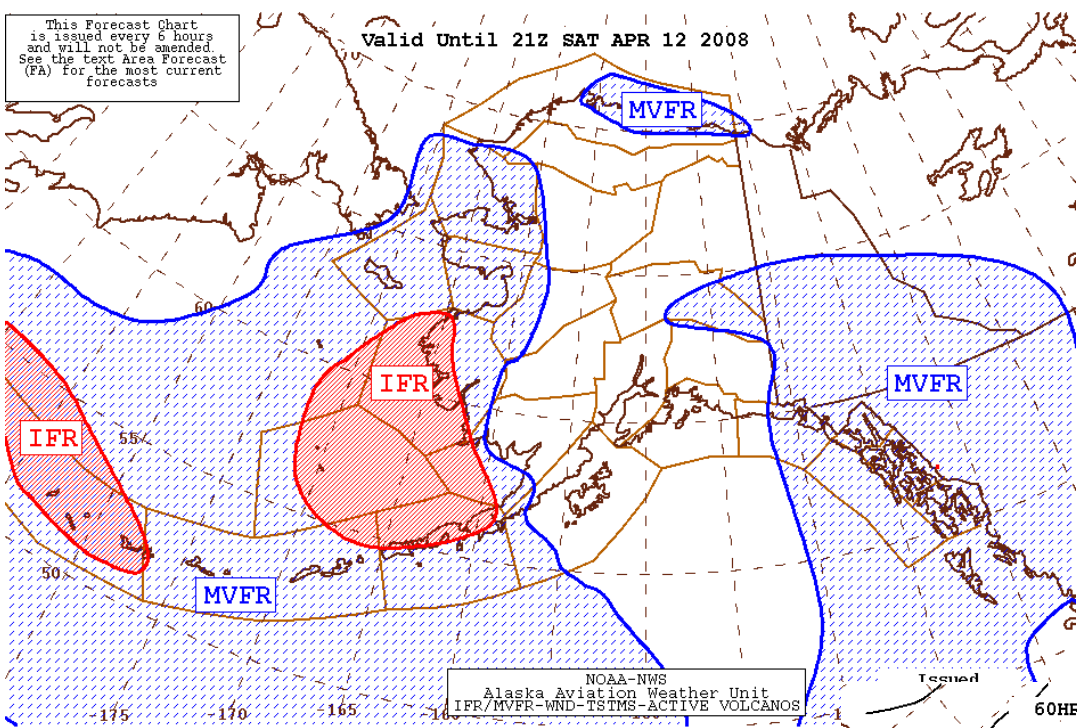 This Forecast Chart
is issued every 6 hours
and will not be amended.
See the text Area Forecast
(FA) for the most current
forecasts
Valid Until 21Z SAT APR 12 2008
MVFR
65
60
IFR
MVFR
IFR
55
50
MVFR
NOAA-NWS
Alaska Aviation Weather Unit
IFR/MVFR-WND-TSTMS-ACTIVE VOLCANOS
Issued
60HR
-175
-170
-165